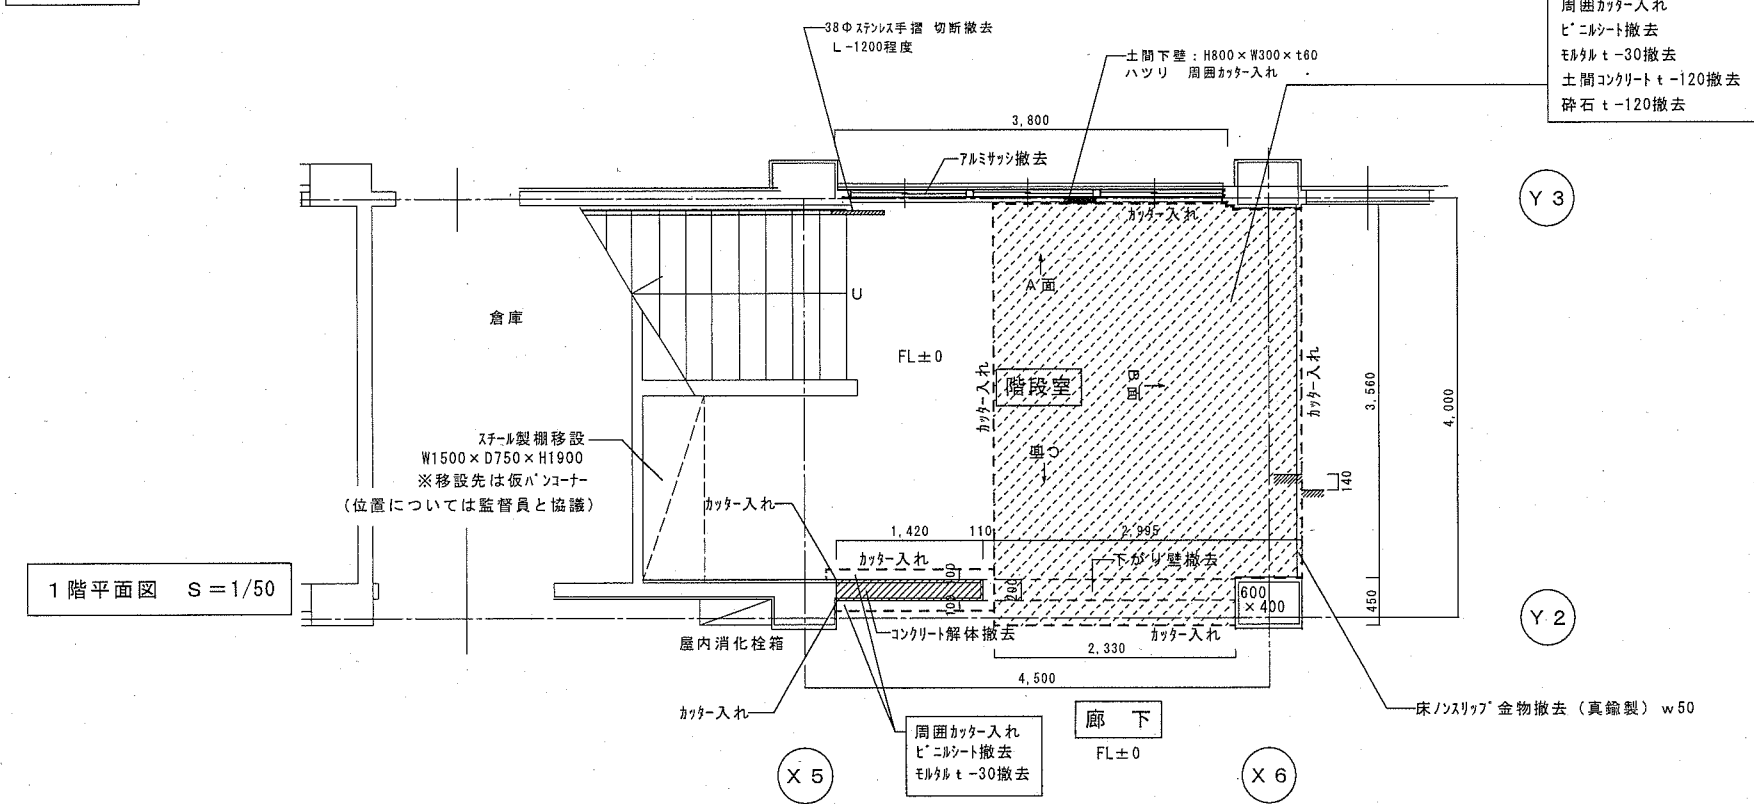 38Φｽﾃﾝﾚｽ手摺 切断撤去
L-1200程度
土間下壁：H800×W300×t60
ハツリ 周囲ｶｯﾀｰ入れ
周囲ｶｯﾀｰ入れ
ﾋﾞﾆﾙｼｰﾄ撤去
ﾓﾙﾀﾙt-30撤去
土間ｺﾝｸﾘｰﾄt-120撤去
砕石t-120撤去
3,800
ｱﾙﾐｻｯｼ撤去
Y 3
ｶｯﾀｰ入れ
A面
U
倉庫
FL±0
ｶｯﾀｰ入れ
階段室
B面
ｶｯﾀｰ入れ
3,560
4,000
ｽﾁｰﾙ製棚移設
W1500×D750×H1900
※移設先は仮ﾊﾟﾝｺｰﾅｰ
(位置については監督員と協議)
C面
140
ｶｯﾀｰ入れ
1,420
110
2,995
ｶｯﾀｰ入れ
下がり壁撤去
1階平面図 S=1/50
100
200
100
600
×400
450
Y 2
屋内消化栓箱
ｺﾝｸﾘｰﾄ解体撤去
ｶｯﾀｰ入れ
2,330
4,500
ｶｯﾀｰ入れ
床ﾉﾝｽﾘｯﾌﾟ金物撤去（真鍮製）w50
廊 下
FL±0
周囲ｶｯﾀｰ入れ
ﾋﾞﾆﾙｼｰﾄ撤去
ﾓﾙﾀﾙt-30撤去
X 5
X 6